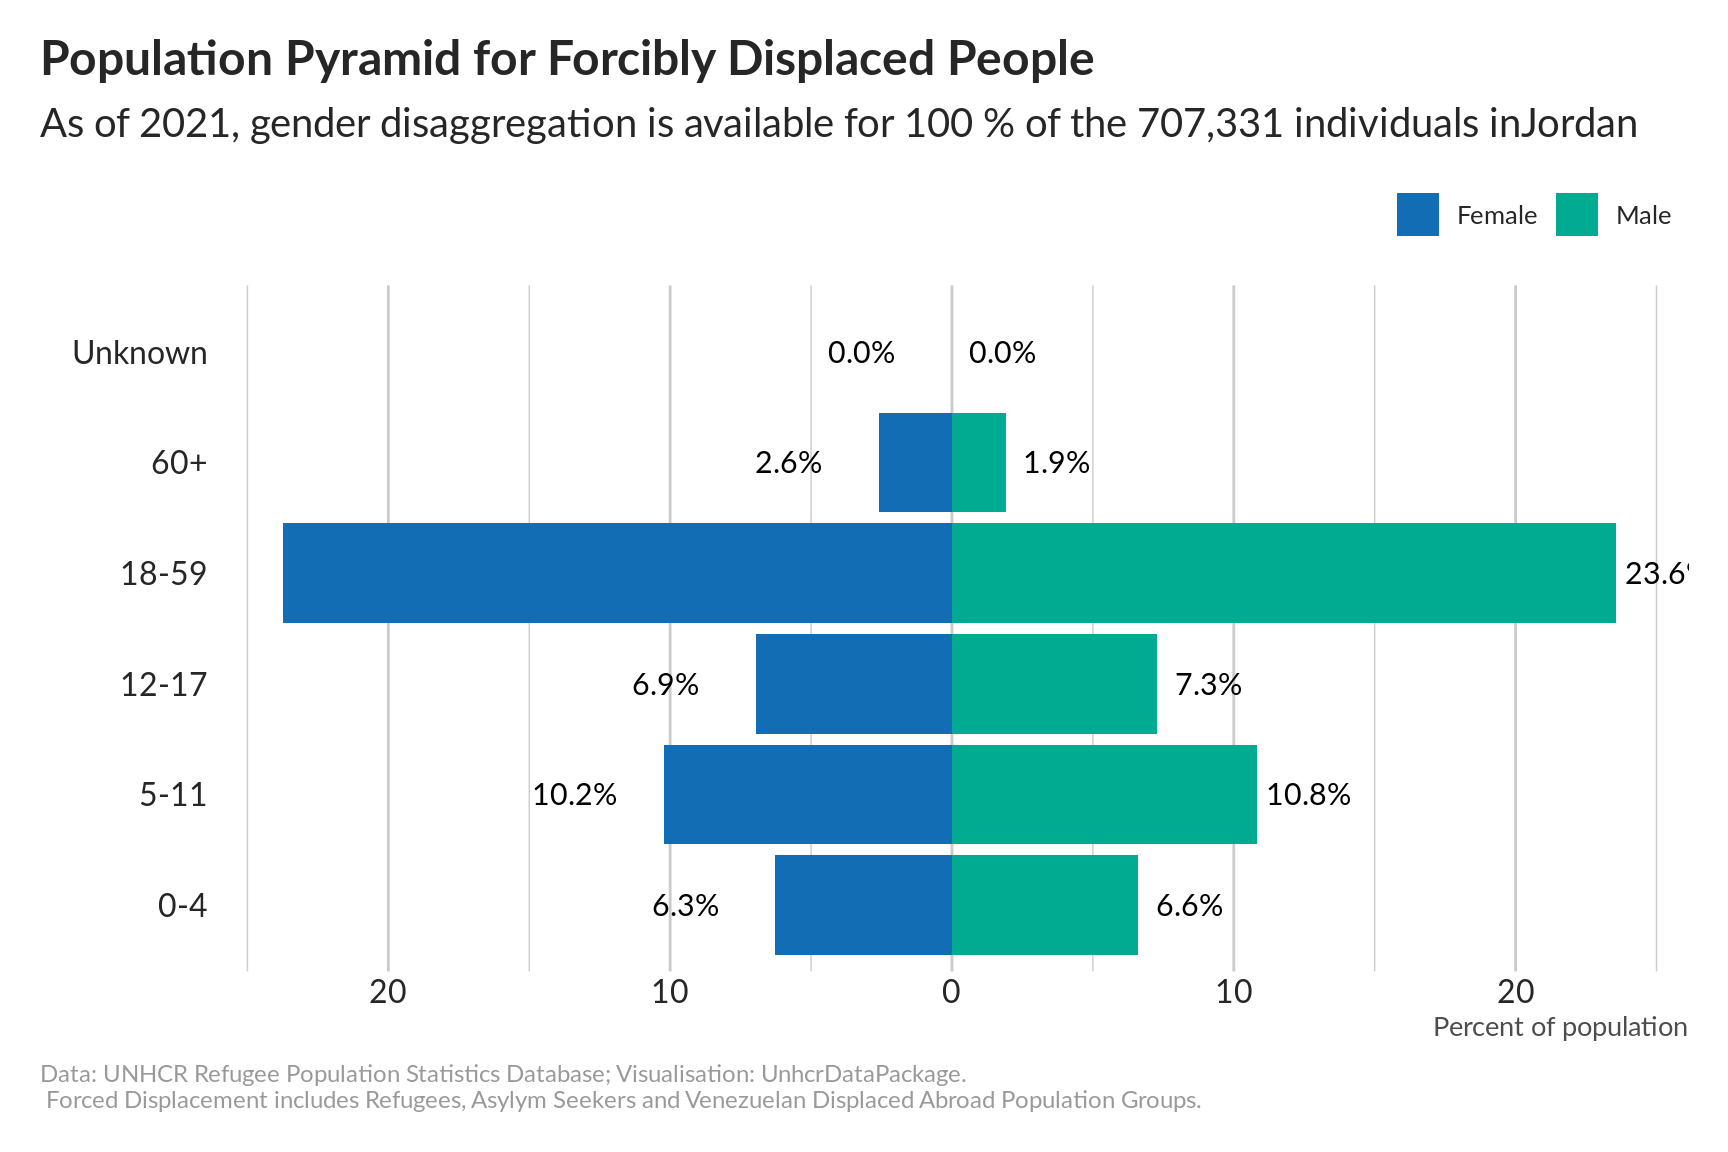 Population Pyramid for Forcibly Displaced People
As of 2021, gender disaggregation is available for 100 % of the 707,331 individuals inJordan
Female Male
Unknown 0.0% 0.0%
60+ 2.6% 1.9%
18-59 23.6
12-17 6.9% 7.3%
5-11 10.2% 10.8%
0-4 6.3% 6.6%
20 10 0 10 20
Percent of population
Data: UNHCR Refugee Population Statistics Database; Visualisation: UnhcrDataPackage.
Forced Displacement includes Refugees, Asylym Seekers and Venezuelan Displaced Abroad Population Groups.